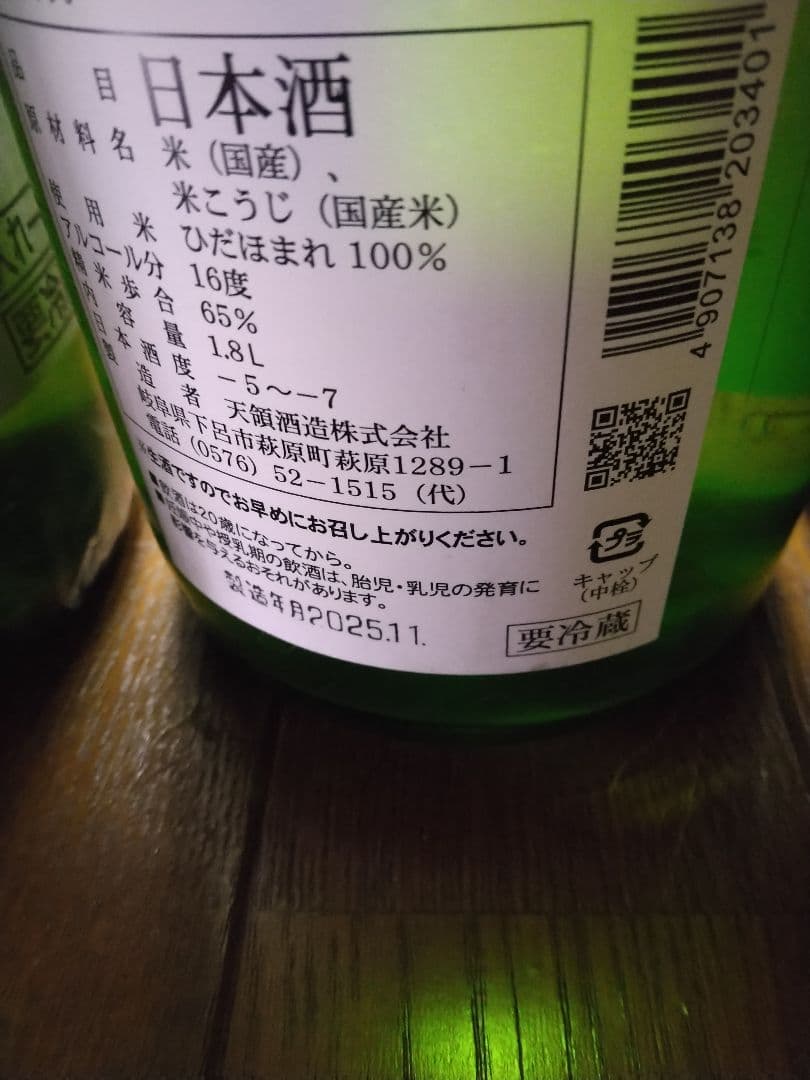 品目 日本酒
原材料名 米（国産）、
米こうじ（国産米）
使用米 ひだほまれ 100%
アルコール分 16度
精米歩合 65%
内容量 1.8L
日本酒度 －5～－7
製造者 天領酒造株式会社
岐阜県下呂市萩原町萩原1289－1
電話（0576）52－1515（代）
※生酒ですのでお早めにお召し上がりください。
■飲酒は20歳になってから。
■妊娠中や授乳期の飲酒は、胎児・乳児の発育に
影響を与えるおそれがあります。
製造年月2025.11.
4 907138 203401
プラ
キャップ
（中栓）
要冷蔵
要冷